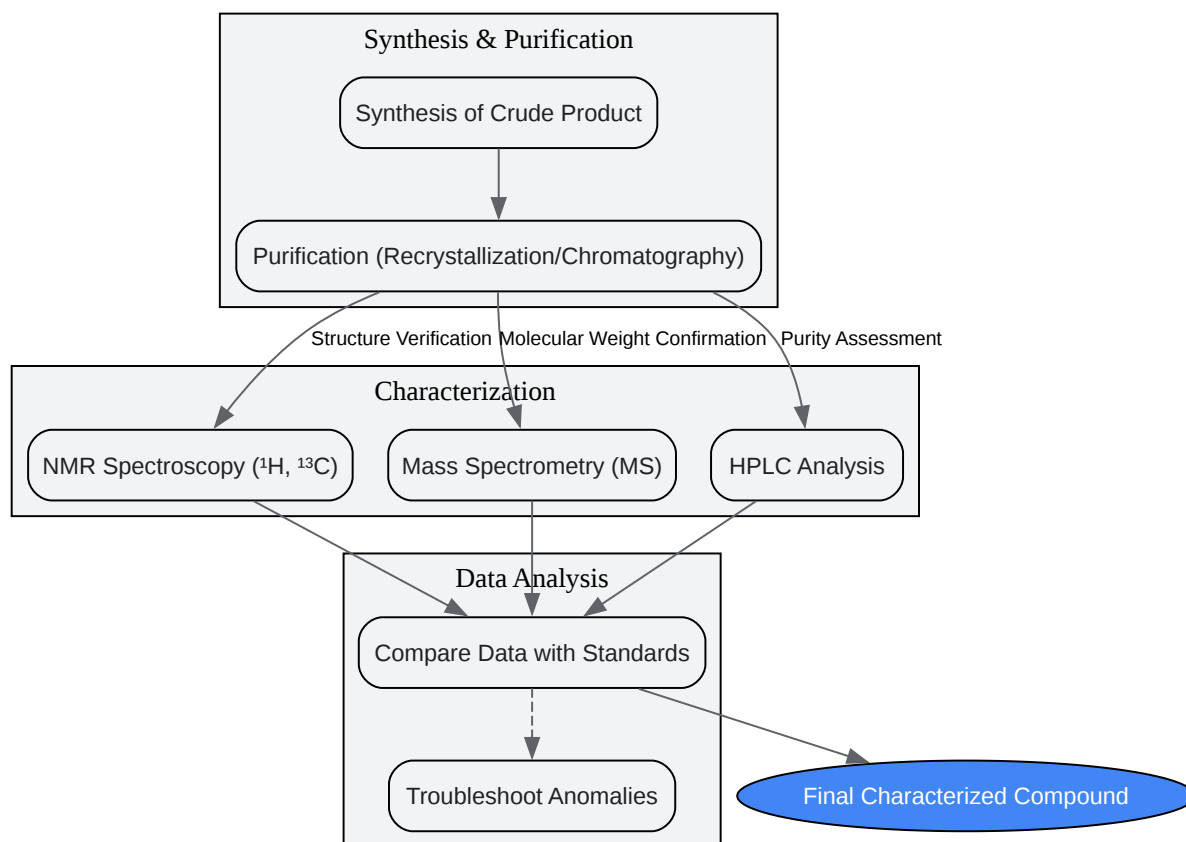 Synthesis & Purification
Synthesis of Crude Product
Purification (Recrystallization/Chromatography)
Structure Verification
Molecular Weight Confirmation
Purity Assessment
Characterization
NMR Spectroscopy (¹H, ¹³C)
Mass Spectrometry (MS)
HPLC Analysis
Data Analysis
Compare Data with Standards
Troubleshoot Anomalies
Final Characterized Compound